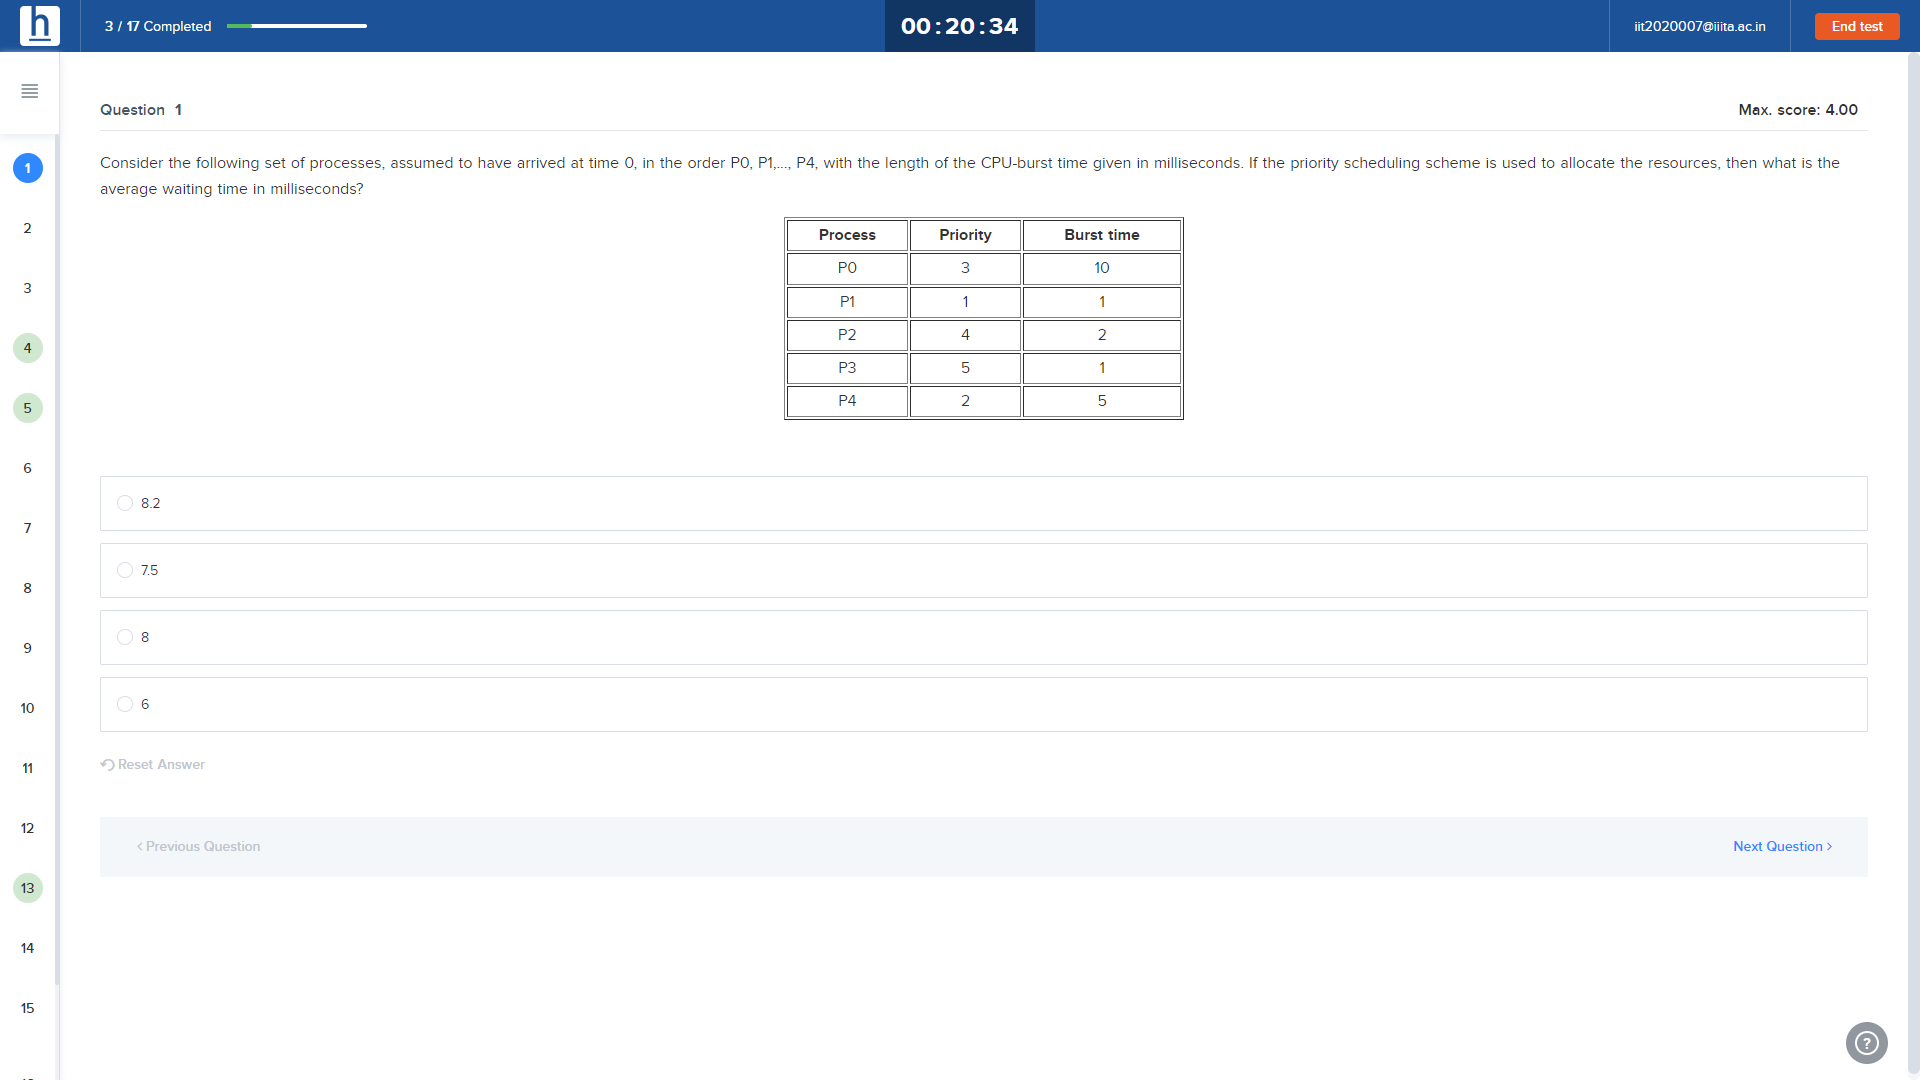 h
3 / 17 Completed
00:20:34
iit2020007@iiita.ac.in
End test
Question 1
Max. score: 4.00
Consider the following set of processes, assumed to have arrived at time 0, in the order P0, P1,..., P4, with the length of the CPU-burst time given in milliseconds. If the priority scheduling scheme is used to allocate the resources, then what is the
average waiting time in milliseconds?
Process Priority Burst time
P0 3 10
P1 1 1
P2 4 2
P3 5 1
P4 2 5
8.2
7.5
8
6
Reset Answer
< Previous Question
Next Question >
1
2
3
4
5
6
7
8
9
10
11
12
13
14
15
?